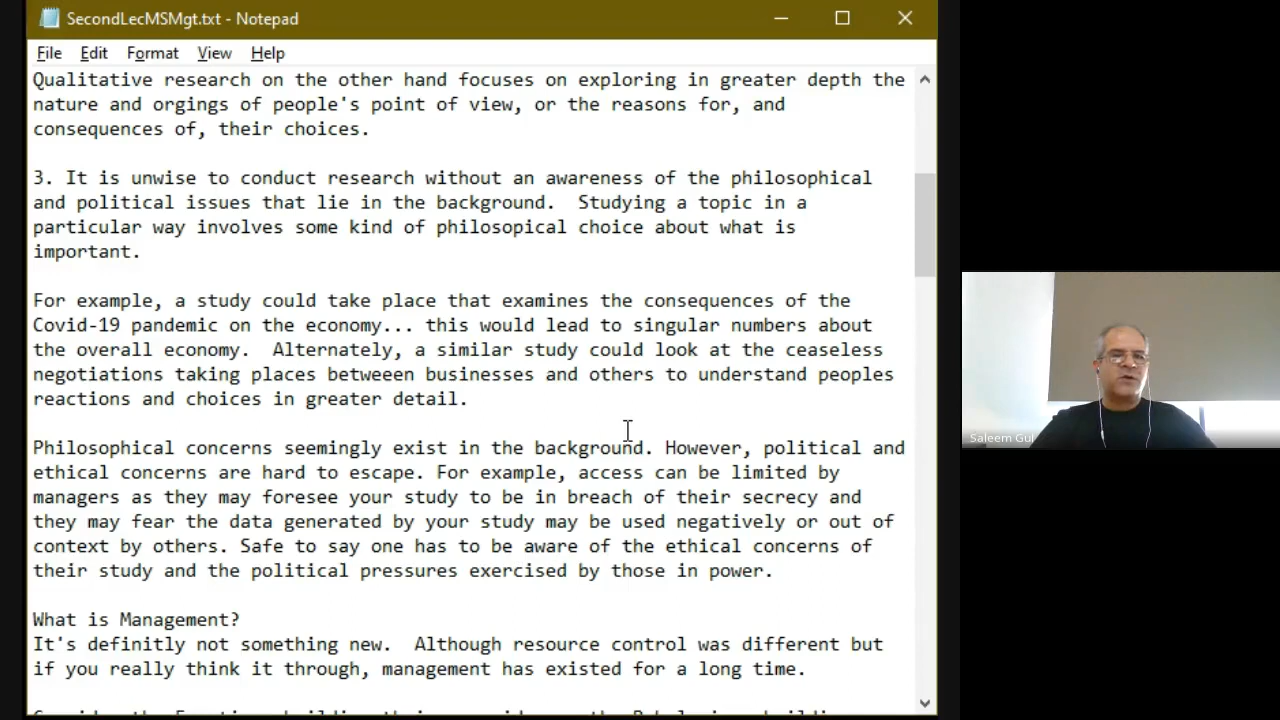 SecondLecMSMgt.txt - Notepad
File Edit Format View Help
Qualitative research on the other hand focuses on exploring in greater depth the
nature and orgings of people's point of view, or the reasons for, and
consequences of, their choices.
3. It is unwise to conduct research without an awareness of the philosophical
and political issues that lie in the background.  Studying a topic in a
particular way involves some kind of philosopical choice about what is
important.
For example, a study could take place that examines the consequences of the
Covid-19 pandemic on the economy... this would lead to singular numbers about
the overall economy.  Alternately, a similar study could look at the ceaseless
negotiations taking places between businesses and others to understand peoples
reactions and choices in greater detail.
Philosophical concerns seemingly exist in the background. However, political and
ethical concerns are hard to escape. For example, access can be limited by
managers as they may foresee your study to be in breach of their secrecy and
they may fear the data generated by your study may be used negatively or out of
context by others. Safe to say one has to be aware of the ethical concerns of
their study and the political pressures exercised by those in power.
What is Management?
It's definitly not something new.  Although resource control was different but
if you really think it through, management has existed for a long time.
Saleem Gul